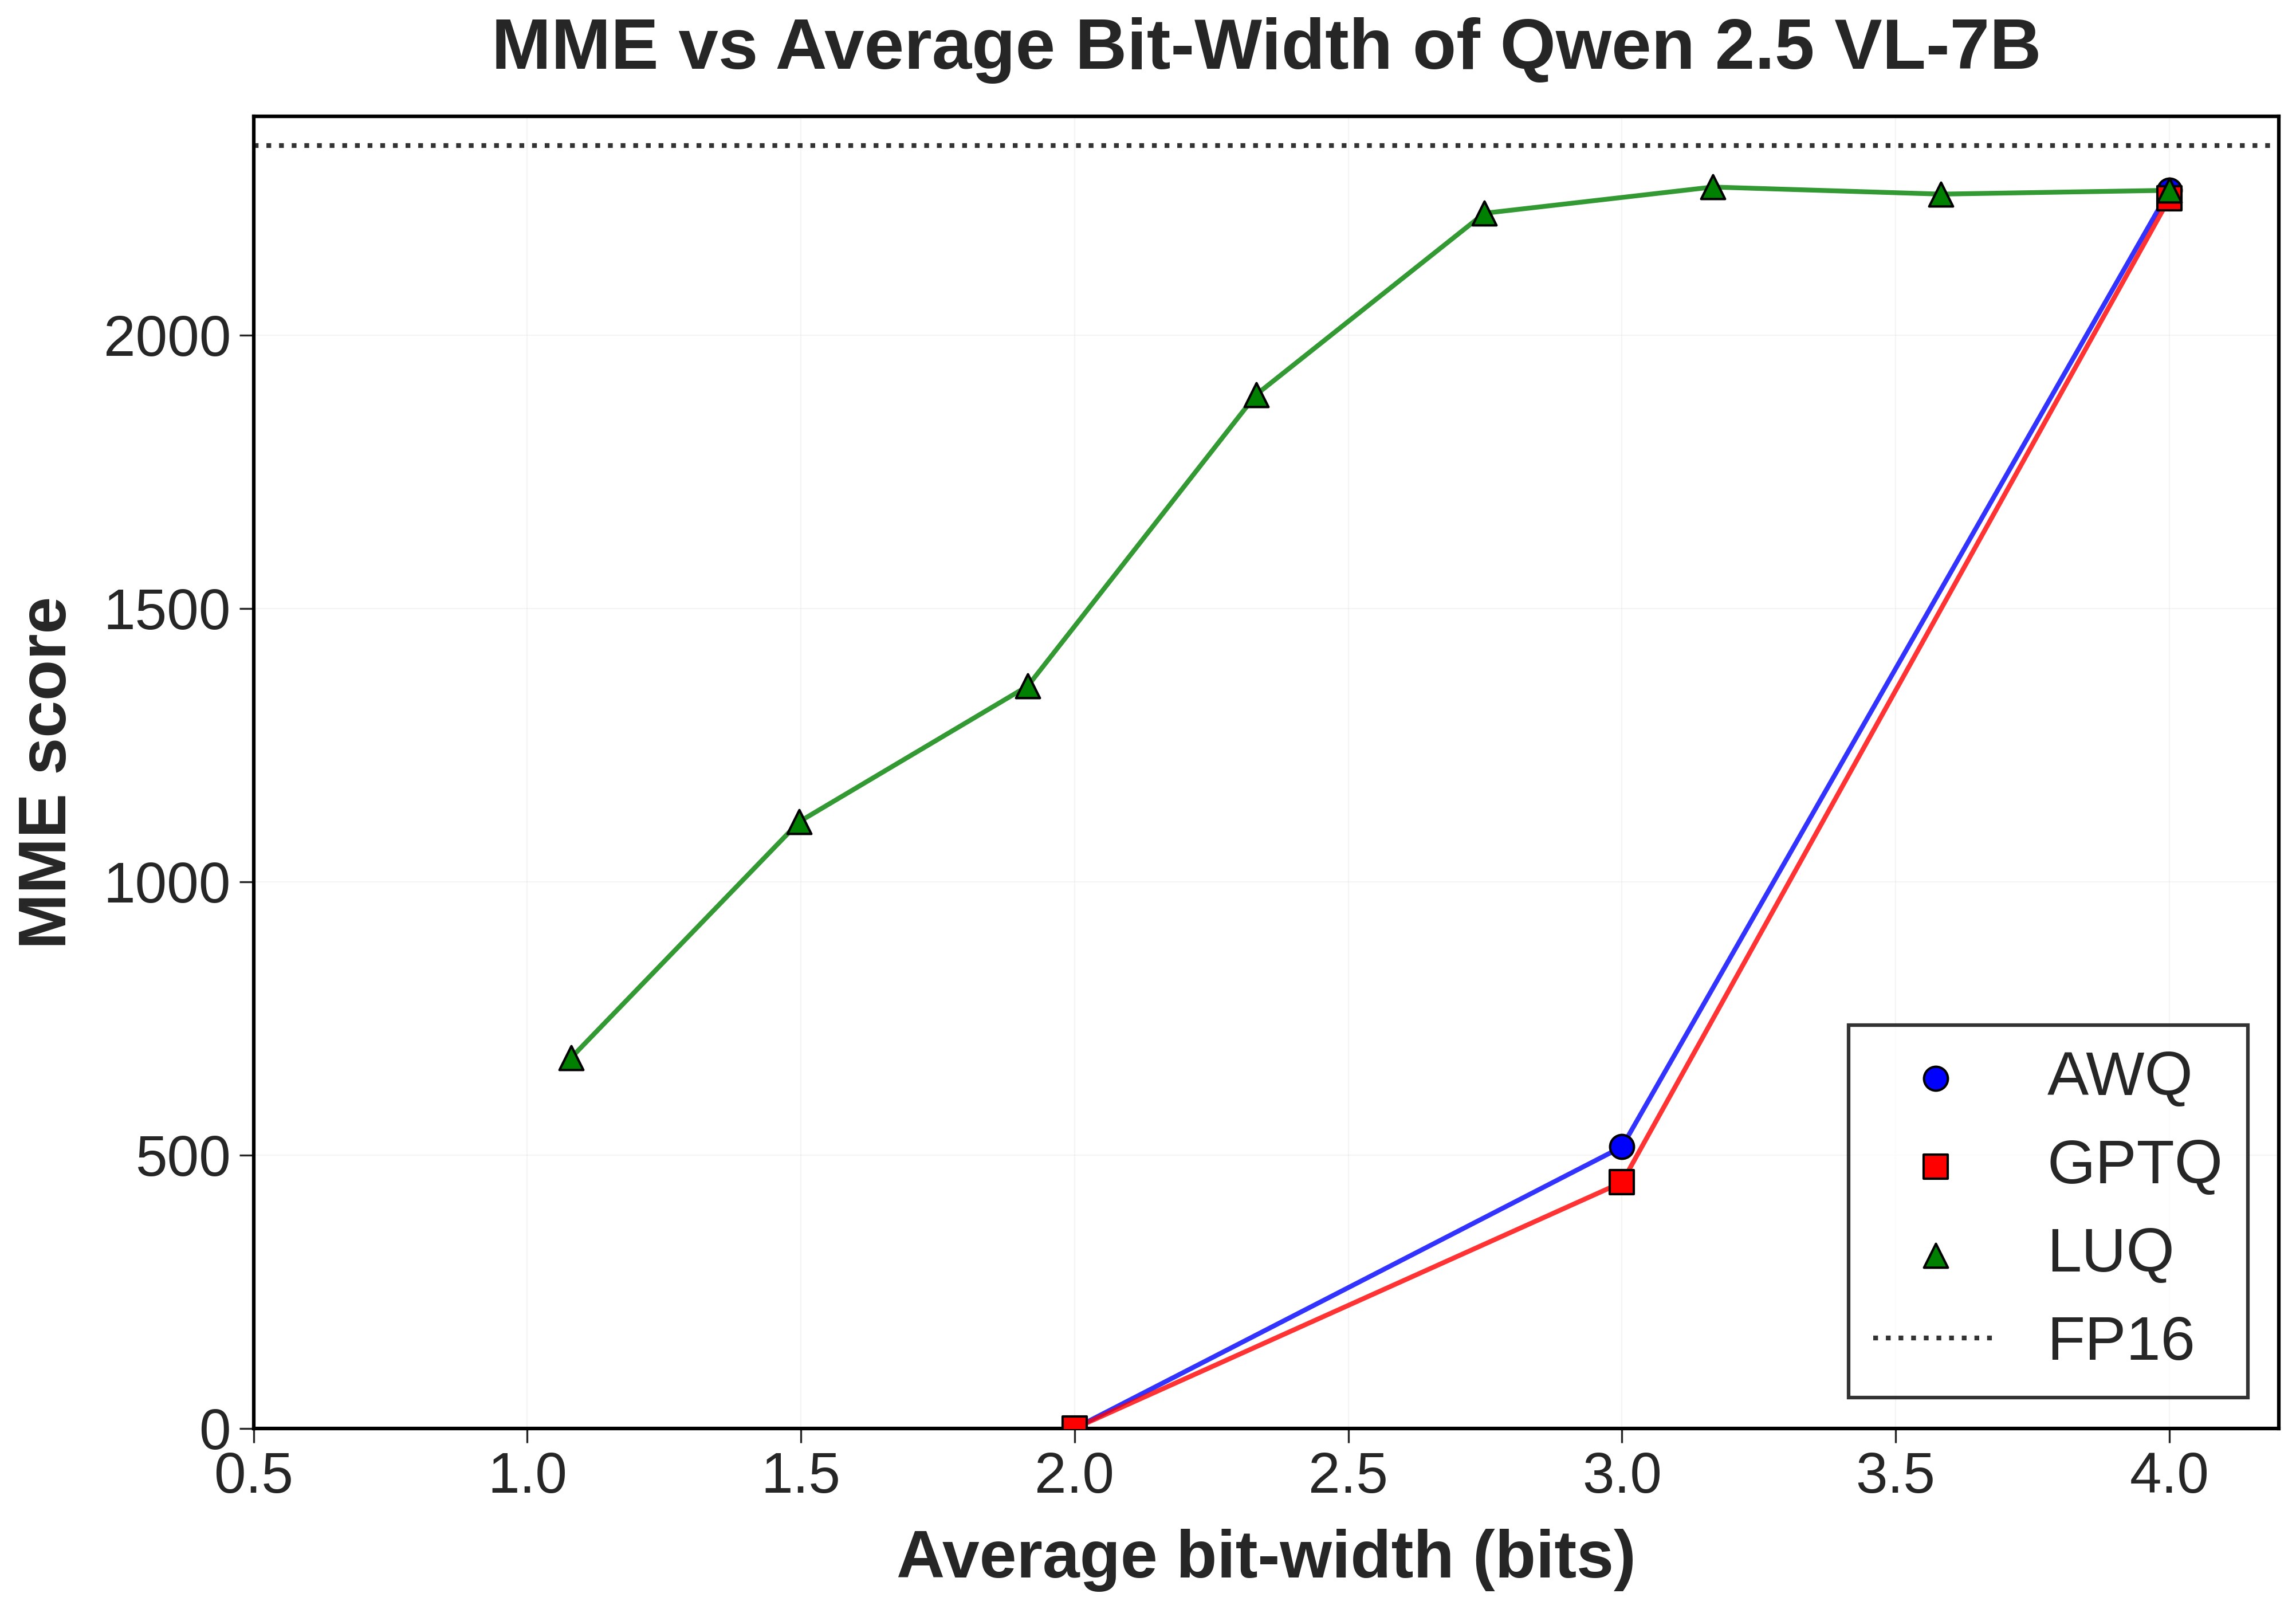 MME vs Average Bit-Width of Qwen 2.5 VL-7B
MME score
2000
1500
1000
500
0
0.5 1.0 1.5 2.0 2.5 3.0 3.5 4.0
Average bit-width (bits)
AWQ
GPTQ
LUQ
FP16